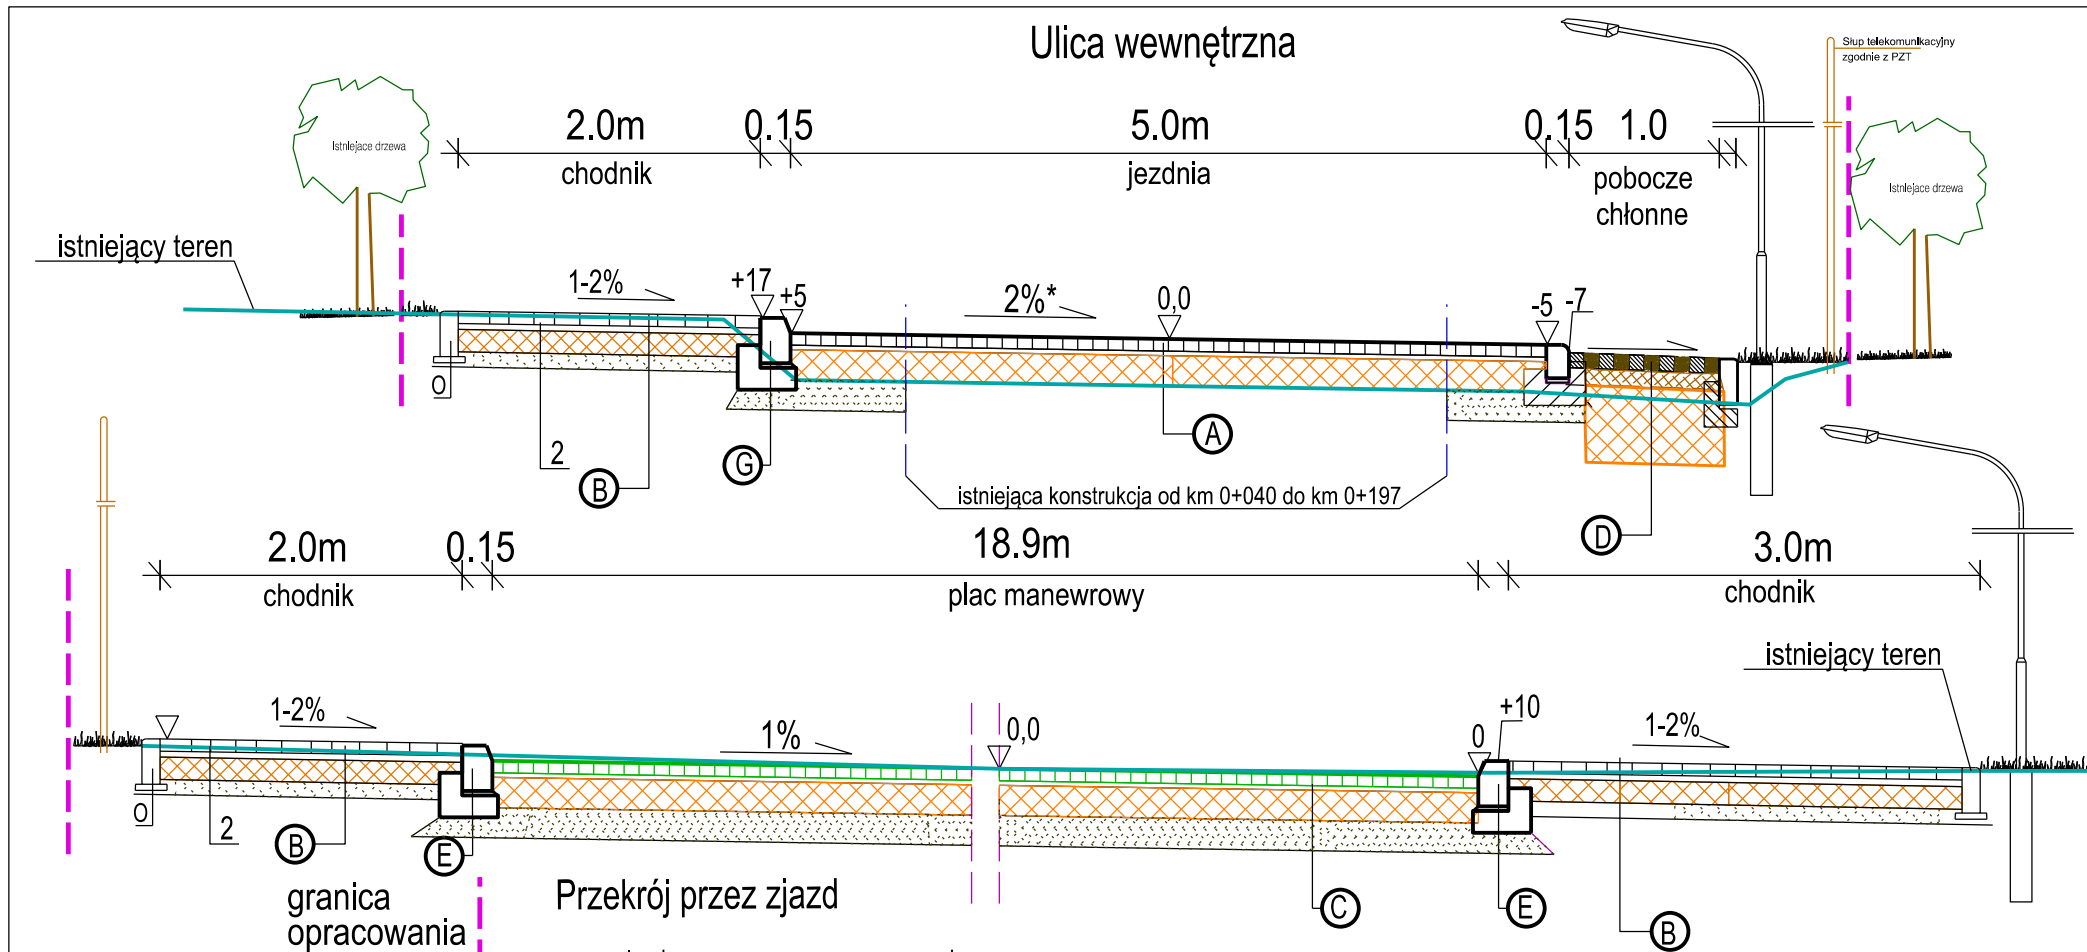 Ulica wewnętrzna
Słup telekomunikacyjny
zgodnie z PZT
2.0m
0.15
5.0m
0.15
1.0
Istniejace drzewa
chodnik
jezdnia
pobocze
chłonne
Istniejace drzewa
istniejący teren
1-2%
+17
+5
2%*
0,0
-5
-7
O
2
B
G
A
istniejąca konstrukcja od km 0+040 do km 0+197
D
2.0m
0.15
18.9m
3.0m
chodnik
plac manewrowy
chodnik
istniejący teren
1-2%
1%
0,0
0
+10
1-2%
O
2
B
E
C
E
B
granica
opracowania
Przekrój przez zjazd